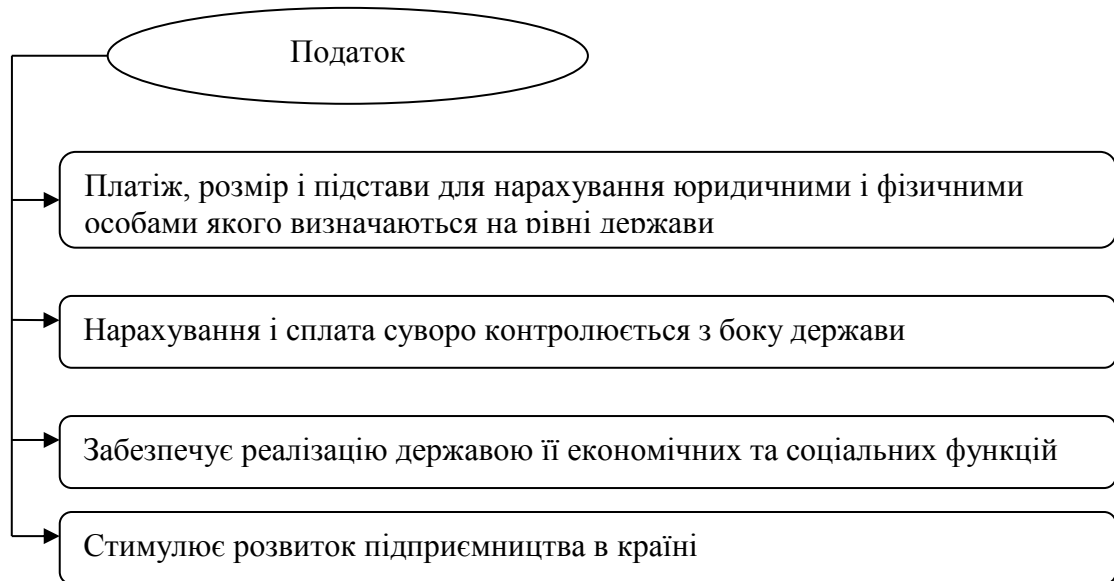 Податок
Платіж, розмір і підстави для нарахування юридичними і фізичними
особами якого визначаються на рівні держави
Нарахування і сплата суворо контролюється з боку держави
Забезпечує реалізацію державою її економічних та соціальних функцій
Стимулює розвиток підприємництва в країні